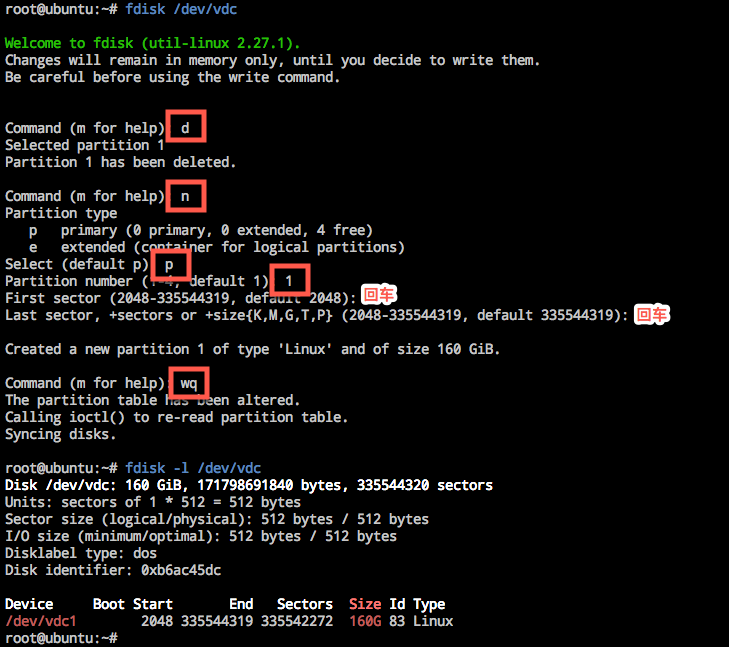 root@ubuntu:~# fdisk /dev/vdc
Welcome to fdisk (util-linux 2.27.1).
Changes will remain in memory only, until you decide to write them.
Be careful before using the write command.
Command (m for help) d
Selected partition 1
Partition 1 has been deleted.
Command (m for help) n
Partition type
p   primary (0 primary, 0 extended, 4 free)
e   extended (container for logical partitions)
Select (default p) p
Partition number (1-4, default 1) 1
First sector (2048-335544319, default 2048): 回车
Last sector, +sectors or +size{K,M,G,T,P} (2048-335544319, default 335544319): 回车
Created a new partition 1 of type 'Linux' and of size 160 GiB.
Command (m for help): wq
The partition table has been altered.
Calling ioctl() to re-read partition table.
Syncing disks.
root@ubuntu:~# fdisk -l /dev/vdc
Disk /dev/vdc: 160 GiB, 171798691840 bytes, 335544320 sectors
Units: sectors of 1 * 512 = 512 bytes
Sector size (logical/physical): 512 bytes / 512 bytes
I/O size (minimum/optimal): 512 bytes / 512 bytes
Disklabel type: dos
Disk identifier: 0xb6ac45dc
Device     Boot Start       End   Sectors  Size Id Type
/dev/vdc1        2048 335544319 335542272  160G 83 Linux
root@ubuntu:~#